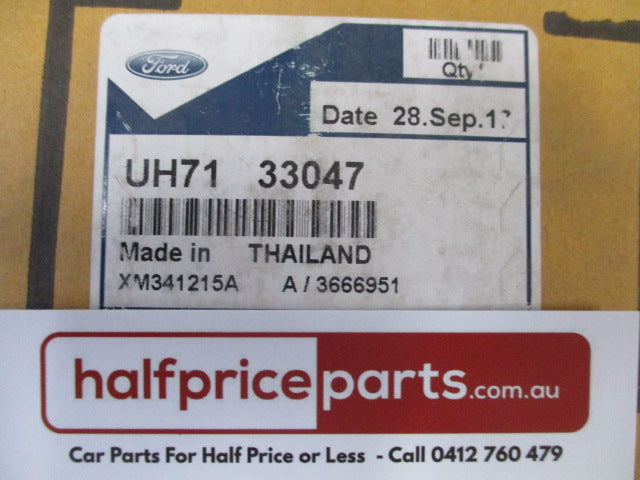 Ford
Qty
Date 28.Sep.17
UH71 33047
Made in THAILAND
XM341215A A / 3666951
halfpriceparts.com.au
Car Parts For Half Price or Less - Call 0412 760 479